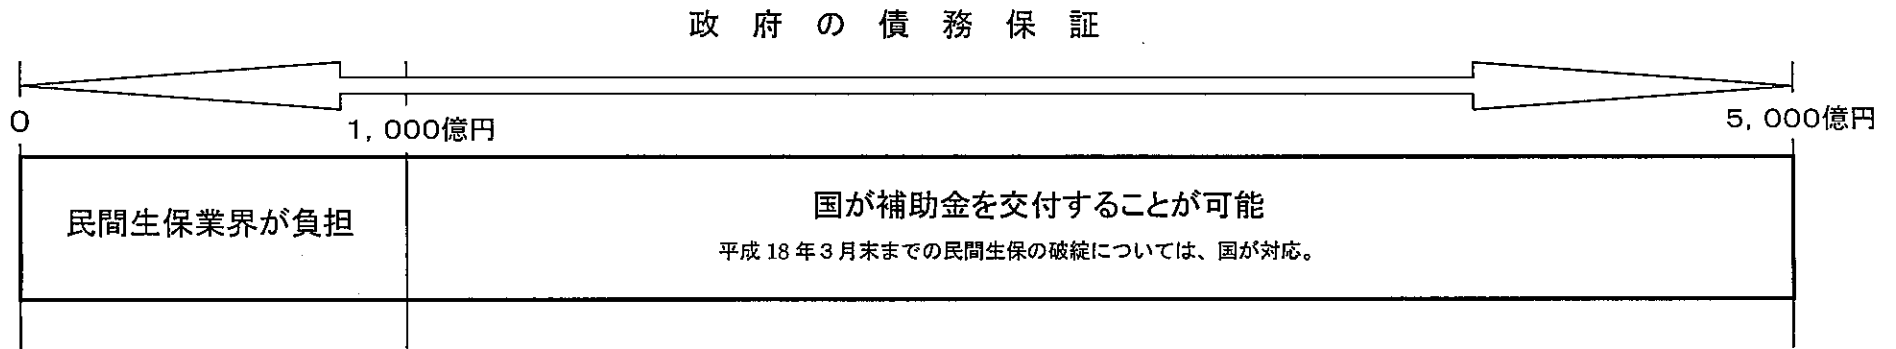 政府の債務保証
0
1,000億円
5,000億円
民間生保業界が負担
国が補助金を交付することが可能
平成18年3月末までの民間生保の破綻については、国が対応。